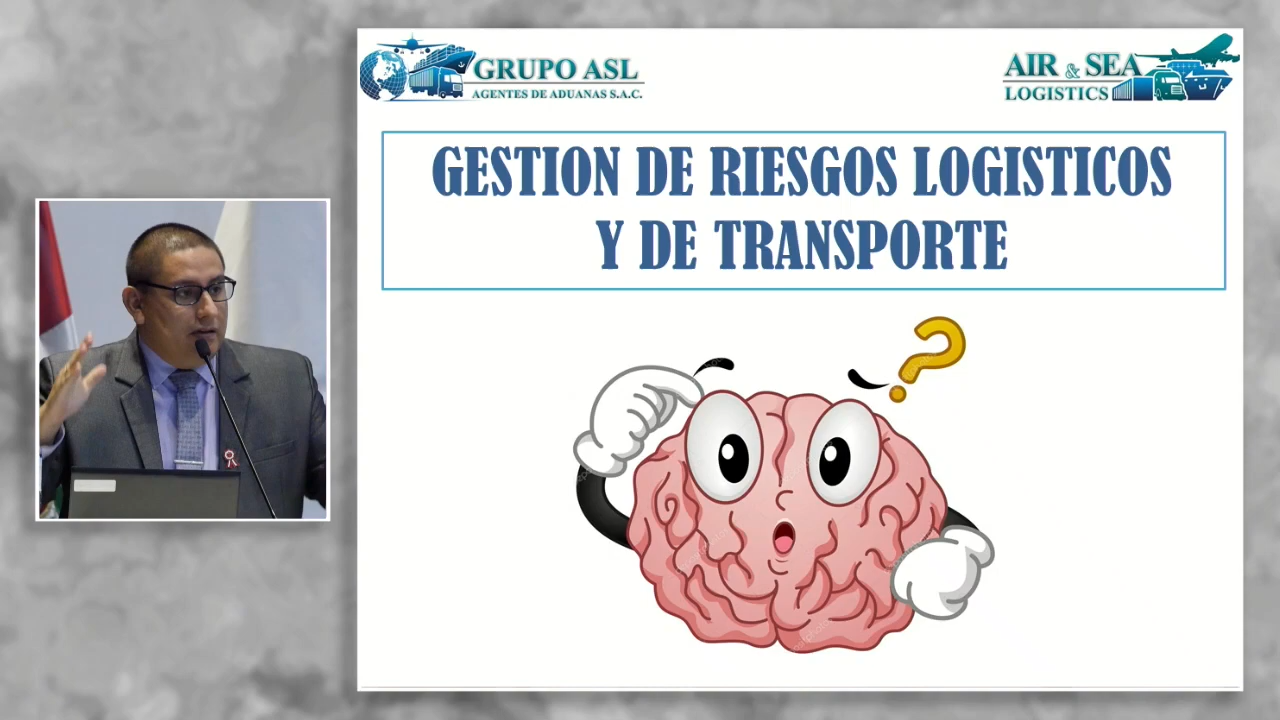 GRUPO ASL
AGENTES DE ADUANAS S.A.C.
AIR & SEA
LOGISTICS
GESTION DE RIESGOS LOGISTICOS
Y DE TRANSPORTE
?